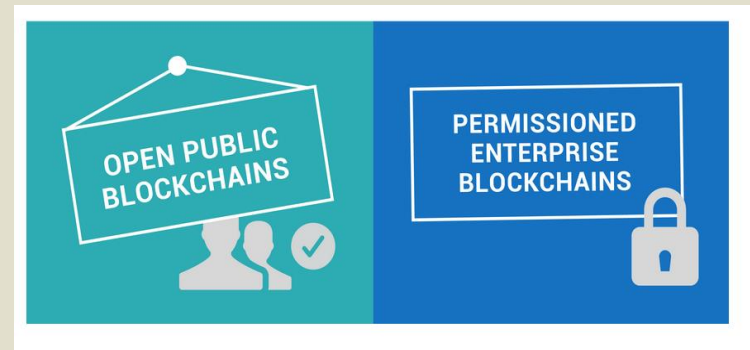 OPEN PUBLIC
BLOCKCHAINS
PERMISSIONED
ENTERPRISE
BLOCKCHAINS